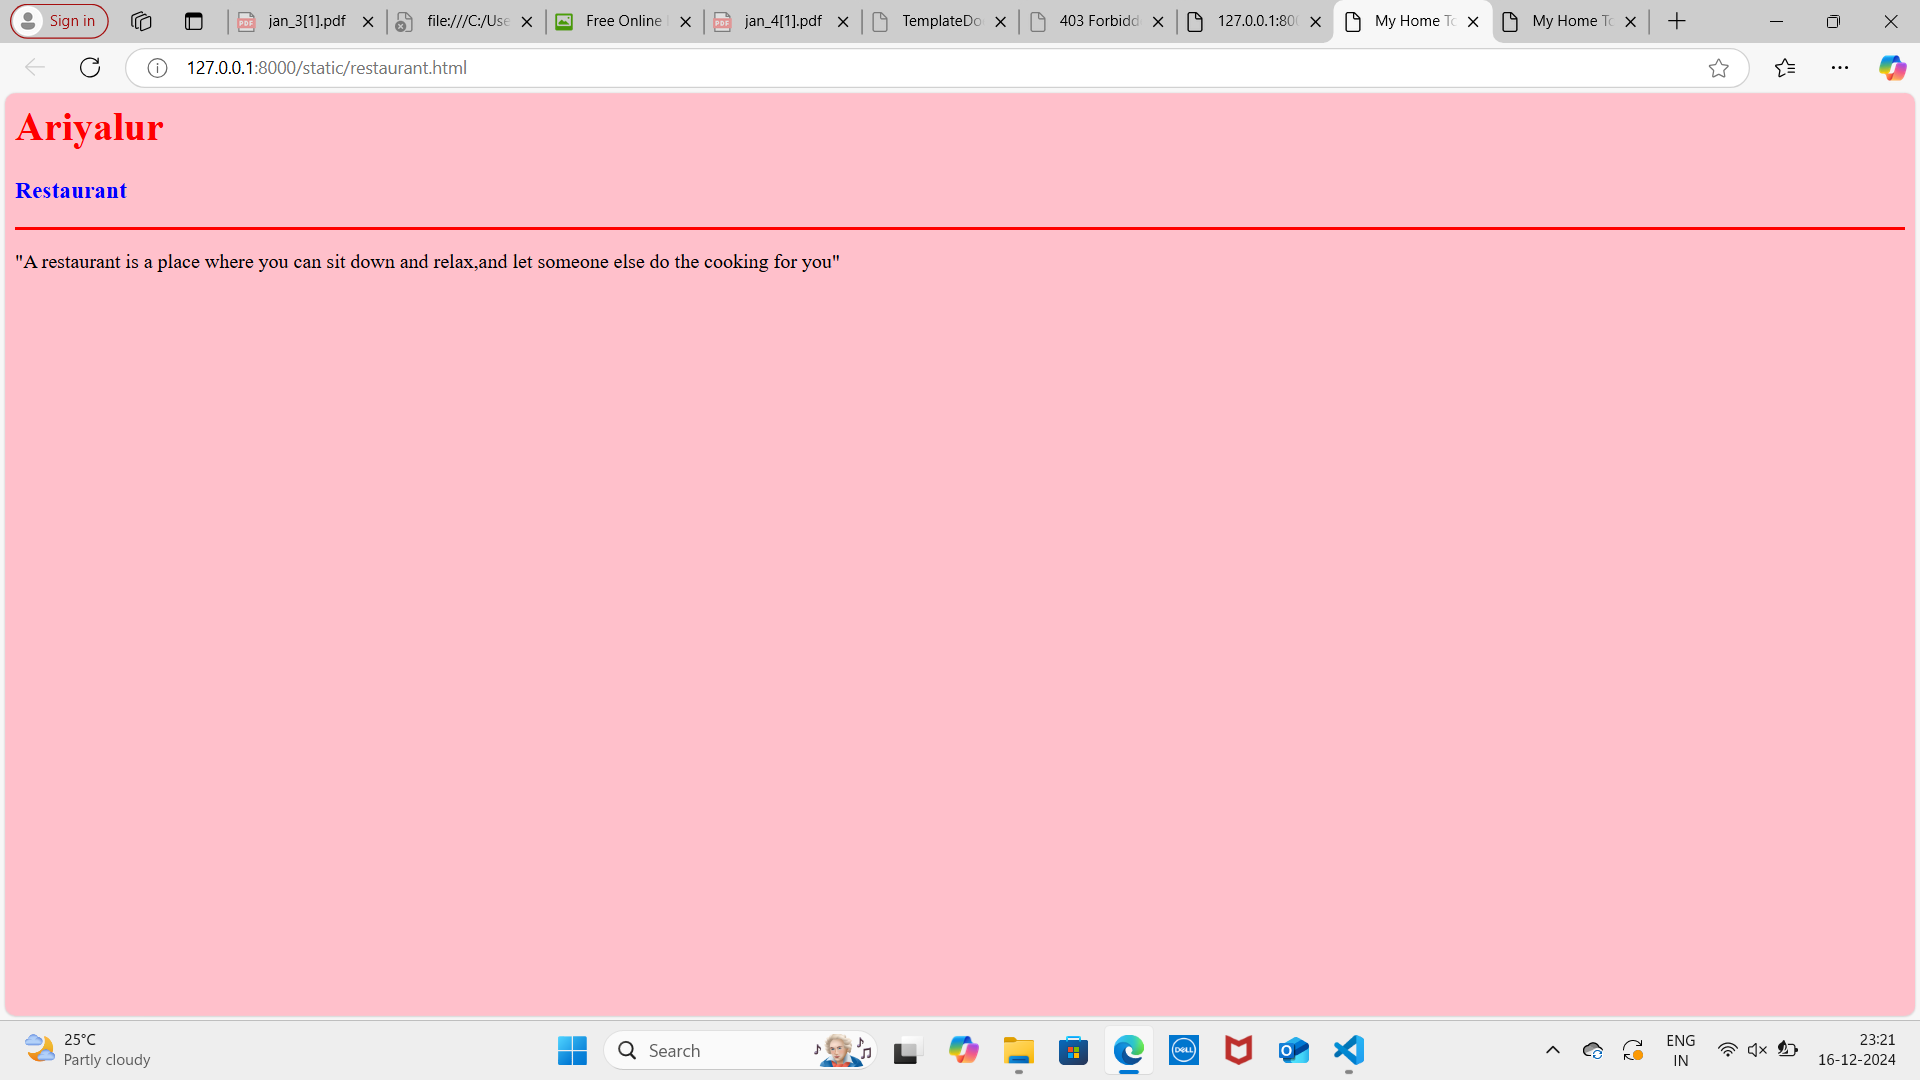 Sign in
jan_3[1].pdf
file:///C:/Use
Free Online
jan_4[1].pdf
TemplateDo
403 Forbidd
127.0.0.1:80
My Home To
My Home To
127.0.0.1:8000/static/restaurant.html
Ariyalur
Restaurant
"A restaurant is a place where you can sit down and relax,and let someone else do the cooking for you"
25°C
Partly cloudy
Search
DELL
ENG
IN
23:21
16-12-2024